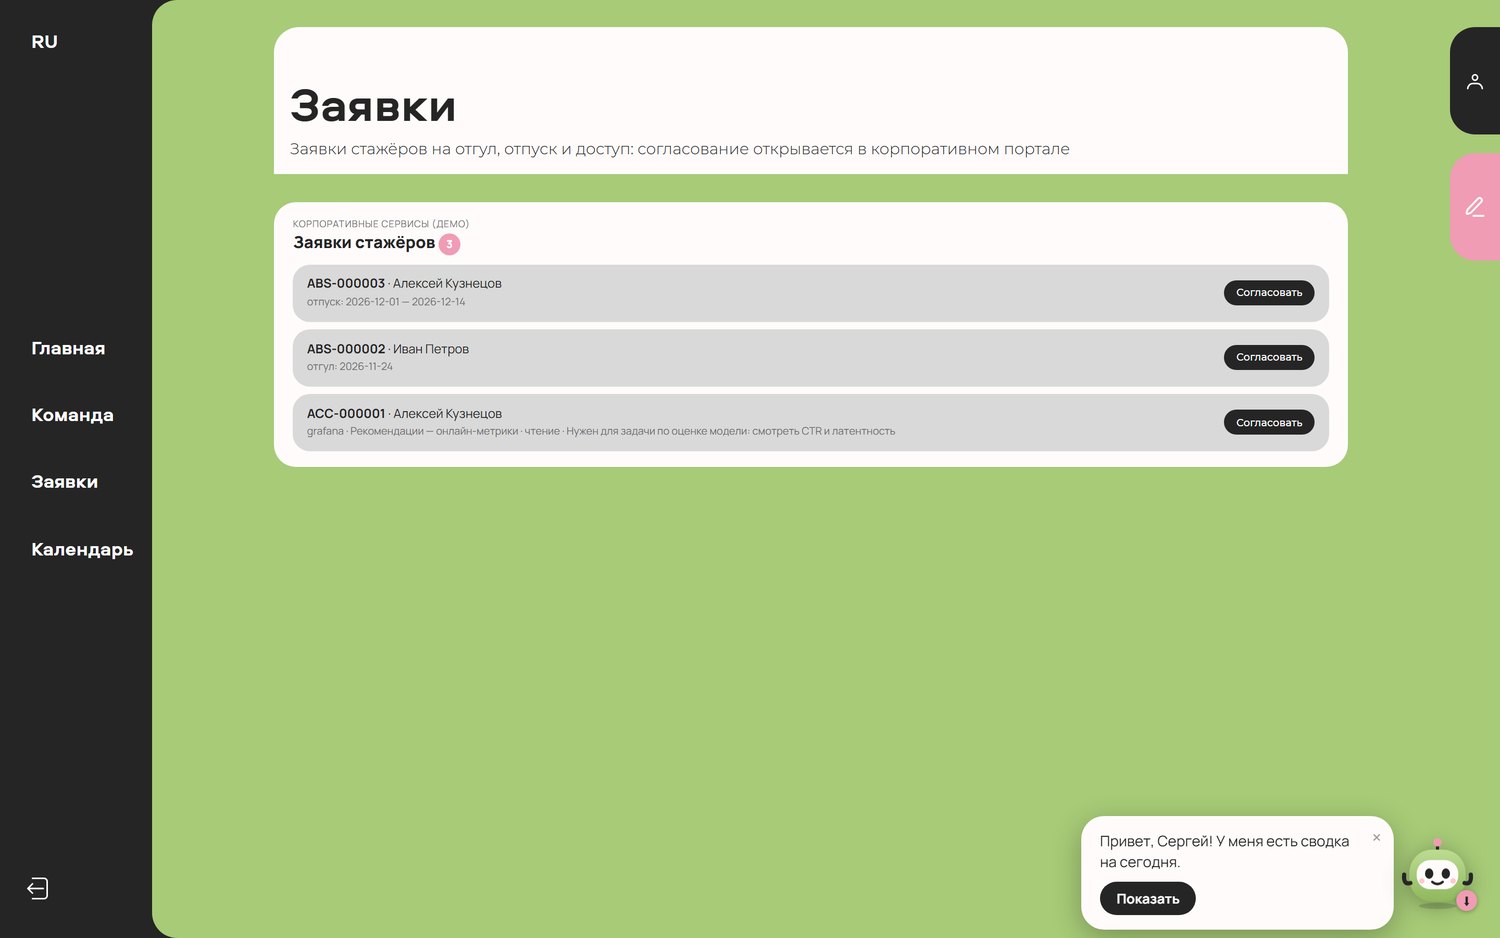 RU
Главная
Команда
Заявки
Календарь
Заявки
Заявки стажёров на отгул, отпуск и доступ: согласование открывается в корпоративном портале
КОРПОРАТИВНЫЕ СЕРВИСЫ (ДЕМО)
Заявки стажёров 3
ABS-000003 · Алексей Кузнецов
отпуск: 2026-12-01 — 2026-12-14
Согласовать
ABS-000002 · Иван Петров
отгул: 2026-11-24
Согласовать
ACC-000001 · Алексей Кузнецов
grafana · Рекомендации — онлайн-метрики · чтение · Нужен для задачи по оценке модели: смотреть CTR и латентность
Согласовать
Привет, Сергей! У меня есть сводка
на сегодня.
Показать